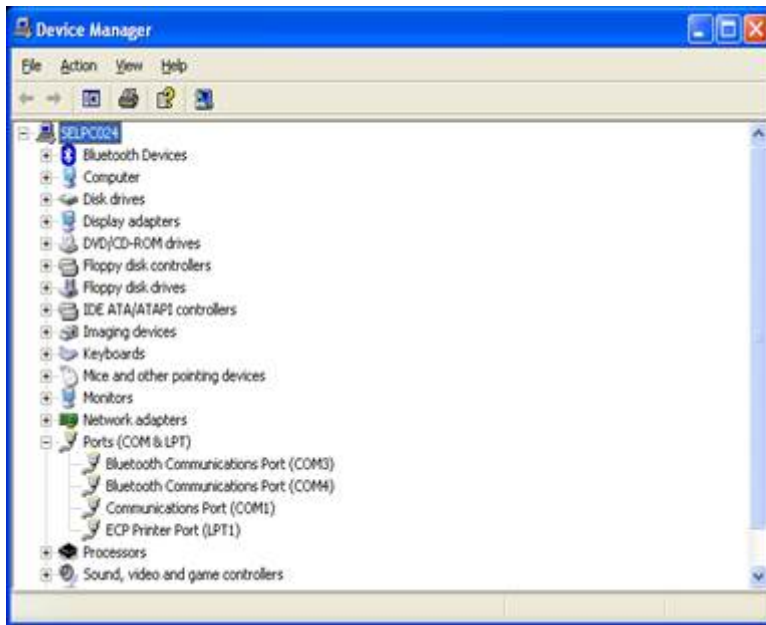 Device Manager
File Action View Help
SELPC024
Bluetooth Devices
Computer
Disk drives
Display adapters
DVD/CD-ROM drives
Floppy disk controllers
Floppy disk drives
IDE ATA/ATAPI controllers
Imaging devices
Keyboards
Mice and other pointing devices
Monitors
Network adapters
Ports (COM & LPT)
Bluetooth Communications Port (COM3)
Bluetooth Communications Port (COM4)
Communications Port (COM1)
ECP Printer Port (LPT1)
Processors
Sound, video and game controllers